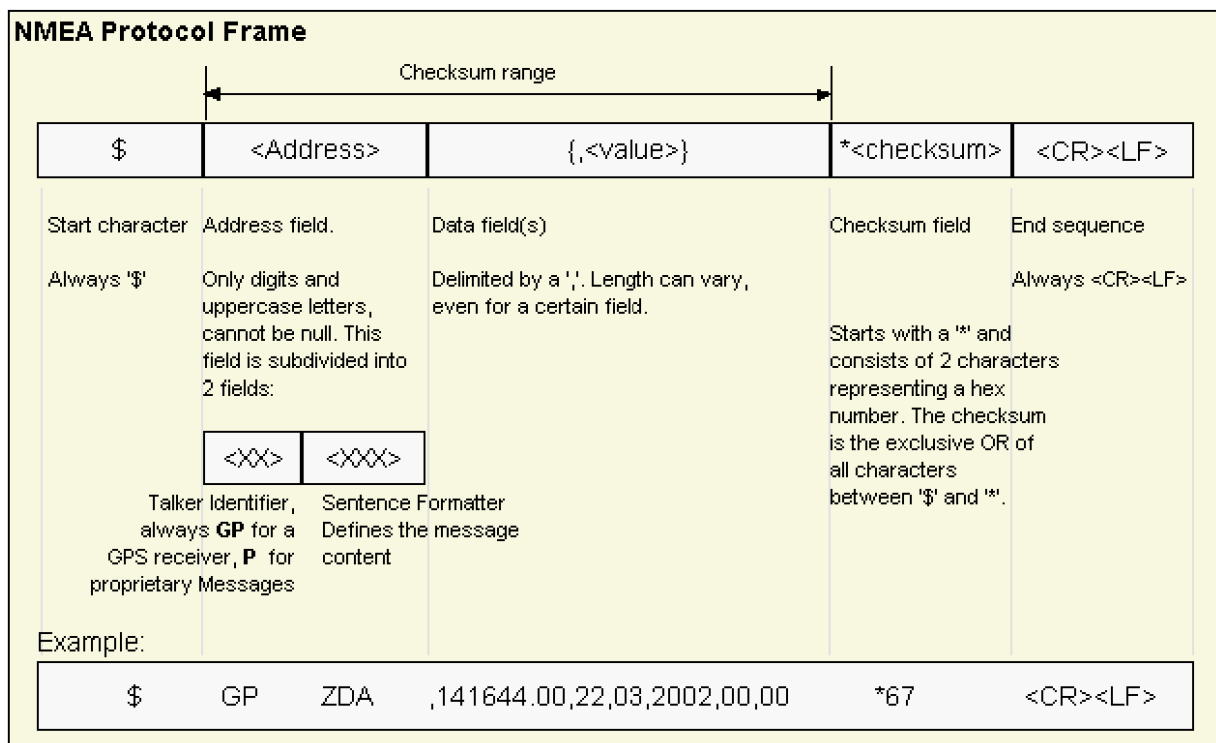 NMEA Protocol Frame
Checksum range
$ <Address> {,<value>} *<checksum> <CR><LF>
Start character
Always '$'
Address field.
Only digits and
uppercase letters,
cannot be null. This
field is subdivided into
2 fields:
<XX> <XXX>
Talker Identifier,
always GP for a
GPS receiver, P for
proprietary Messages
Sentence Formatter
Defines the message
content
Data field(s)
Delimited by a ','. Length can vary,
even for a certain field.
Checksum field
Starts with a '*' and
consists of 2 characters
representing a hex
number. The checksum
is the exclusive OR of
all characters
between '$' and '*'.
End sequence
Always <CR><LF>
Example:
$ GP ZDA ,141644.00,22,03,2002,00,00 *67 <CR><LF>